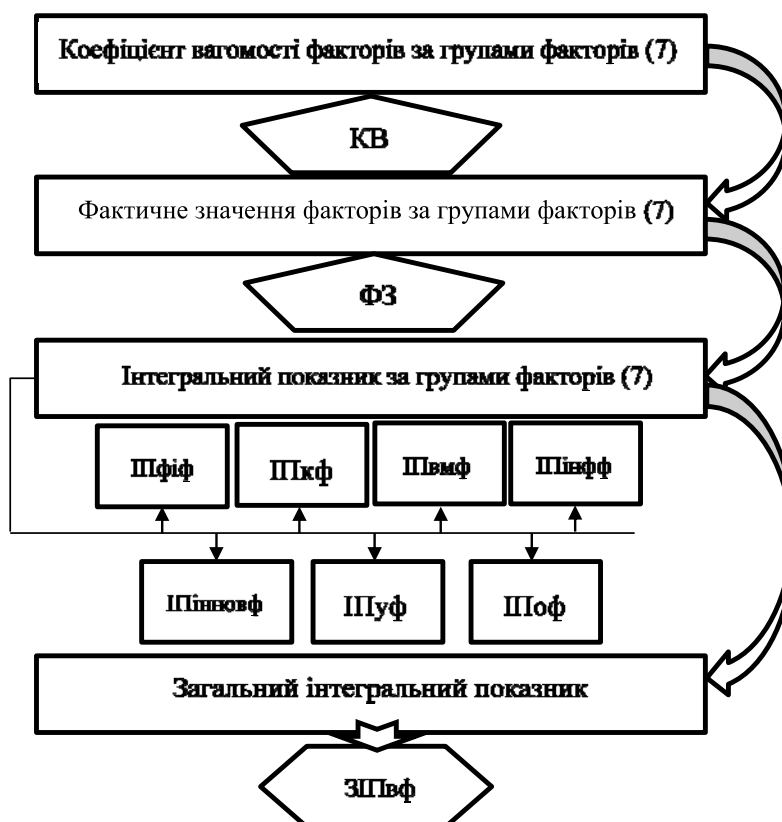 Коефіцієнт вагомості факторів за групами факторів (7)
КВ
Фактичне значення факторів за групами факторів (7)
ФЗ
Інтегральний показник за групами факторів (7)
ІПфіф
ІПкф
ІПвмф
ІПінфф
ІПінновф
ІПуф
ІПоф
Загальний інтегральний показник
ЗІПвф